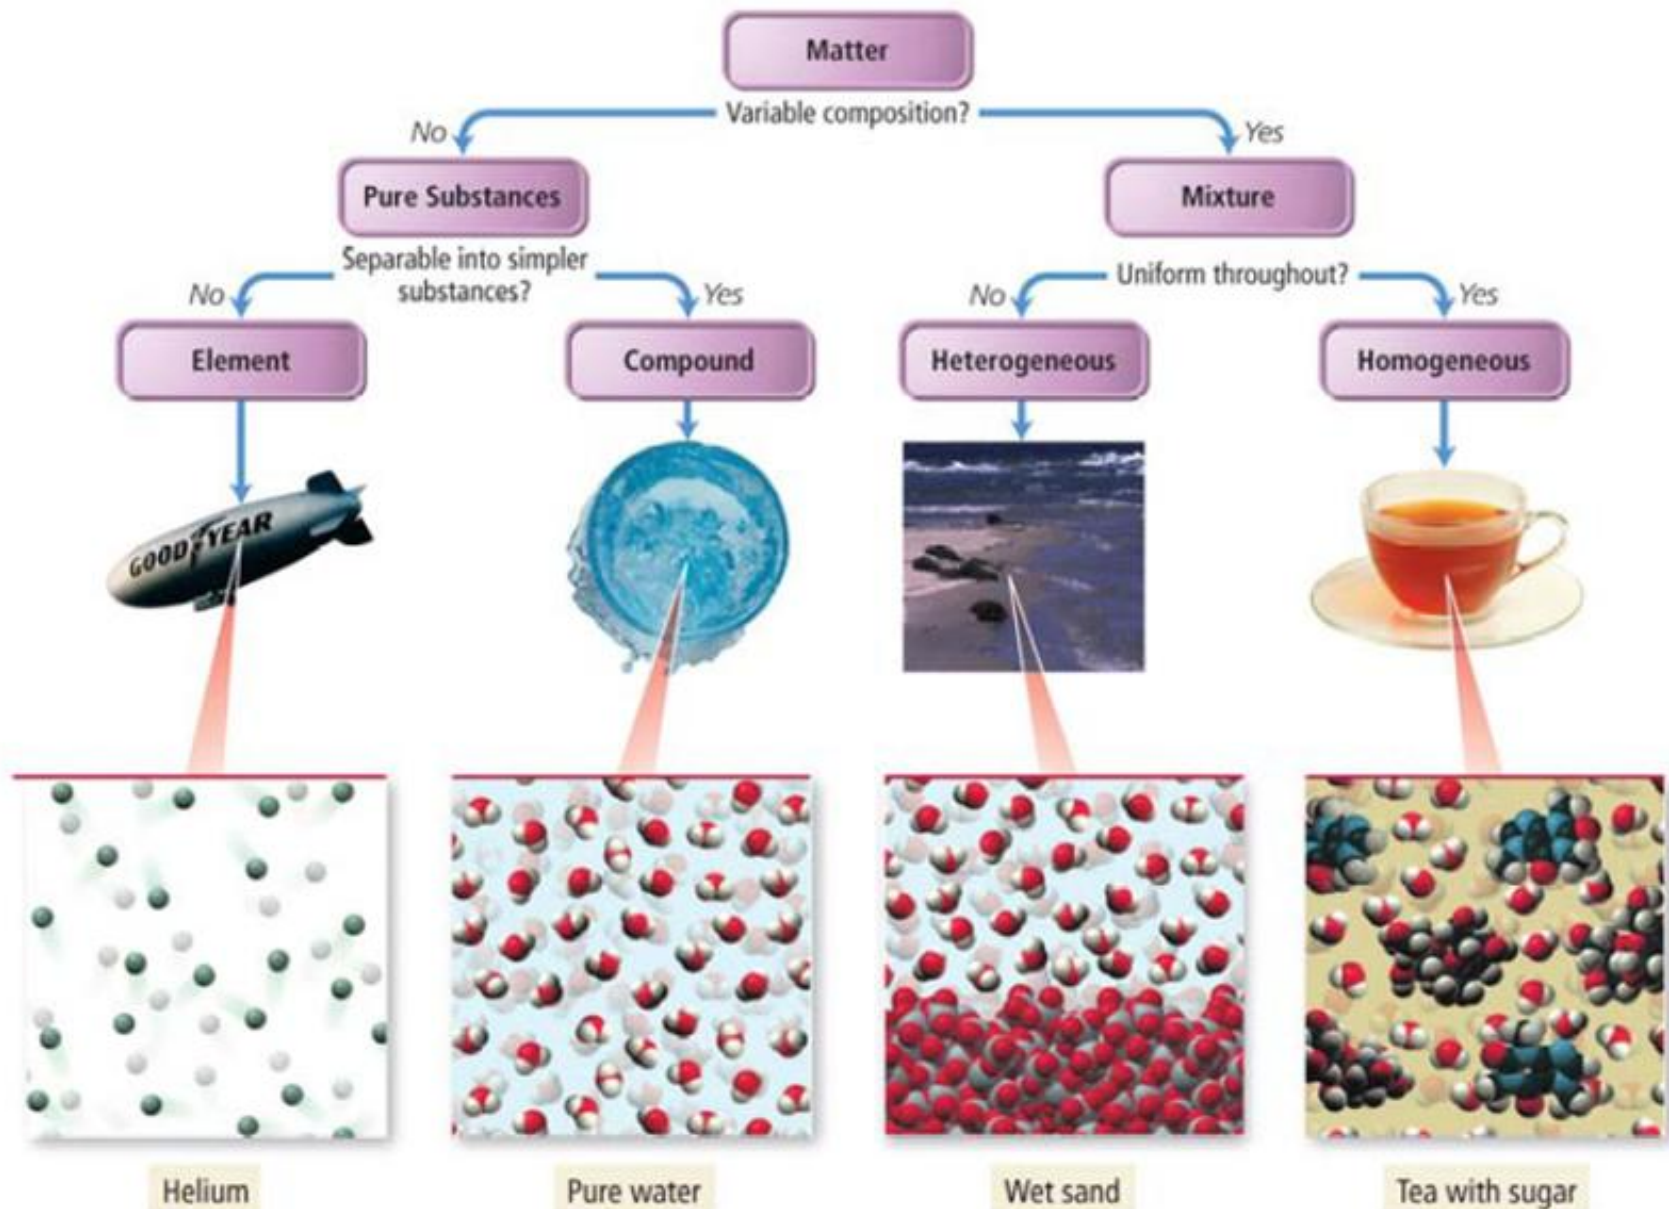 Matter
Variable composition?
No
Yes
Pure Substances
Mixture
Separable into simpler
substances?
Uniform throughout?
No
Yes
No
Yes
Element
Compound
Heterogeneous
Homogeneous
GOODYEAR
Helium
Pure water
Wet sand
Tea with sugar